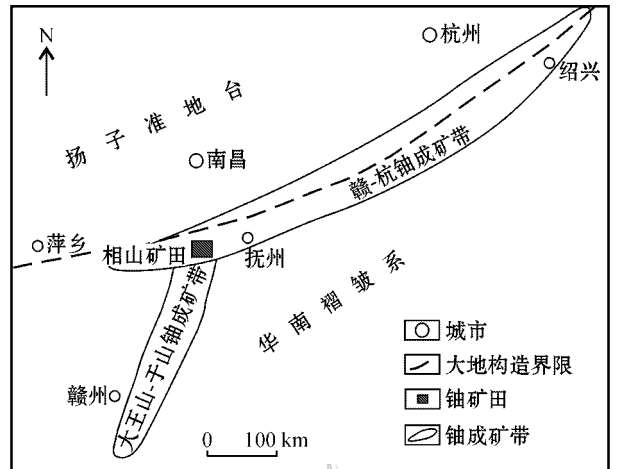 N
杭州
绍兴
扬子准地台
南昌
赣-杭铀成矿带
萍乡
相山矿田
抚州
华南褶皱系
大王山-于山铀成矿带
赣州
城市
大地构造界限
铀矿田
铀成矿带
0 100 km